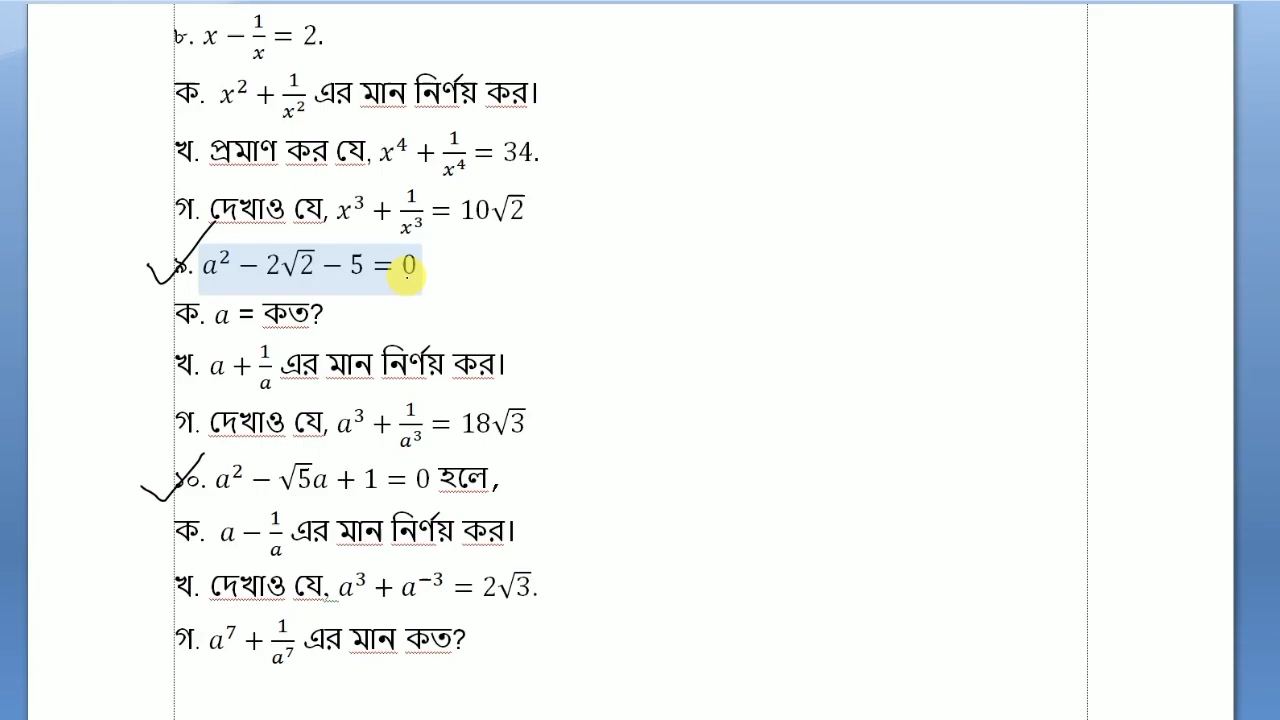 ৮. x − 1/x = 2.
ক. x² + 1/x² এর মান নির্ণয় কর।
খ. প্রমাণ কর যে, x⁴ + 1/x⁴ = 34.
গ. দেখাও যে, x³ + 1/x³ = 10√2
৯. a² − 2√2 − 5 = 0
ক. a = কত?
খ. a + 1/a এর মান নির্ণয় কর।
গ. দেখাও যে, a³ + 1/a³ = 18√3
১০. a² − √5a + 1 = 0 হলে,
ক. a − 1/a এর মান নির্ণয় কর।
খ. দেখাও যে, a³ + a⁻³ = 2√3.
গ. a⁷ + 1/a⁷ এর মান কত?